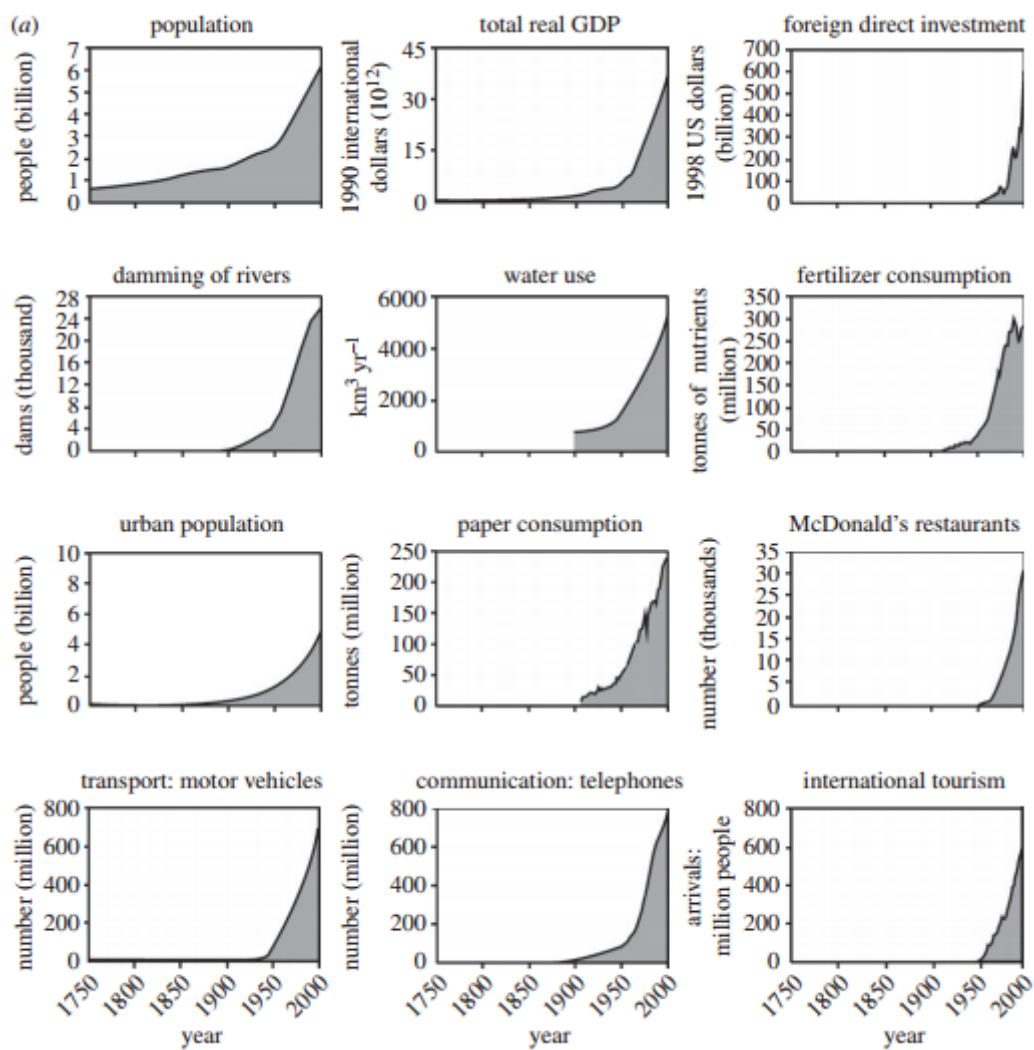 (a)
population
people (billion)
7
6
5
4
3
2
1
0
total real GDP
1990 international
dollars (10¹²)
45
30
15
0
foreign direct investment
1998 US dollars
(billion)
700
600
500
400
300
200
100
0
damming of rivers
dams (thousand)
28
24
20
16
12
8
4
0
water use
km³ yr⁻¹
6000
4000
2000
0
fertilizer consumption
tonnes of nutrients
(million)
350
300
250
200
150
100
50
0
urban population
people (billion)
10
8
6
4
2
0
paper consumption
tonnes (million)
250
200
150
100
50
0
McDonald's restaurants
number (thousands)
35
30
25
20
15
10
5
0
transport: motor vehicles
number (million)
800
600
400
200
0
1750
1800
1850
1900
1950
2000
year
communication: telephones
number (million)
800
600
400
200
0
1750
1800
1850
1900
1950
2000
year
international tourism
arrivals:
million people
800
600
400
200
0
1750
1800
1850
1900
1950
2000
year